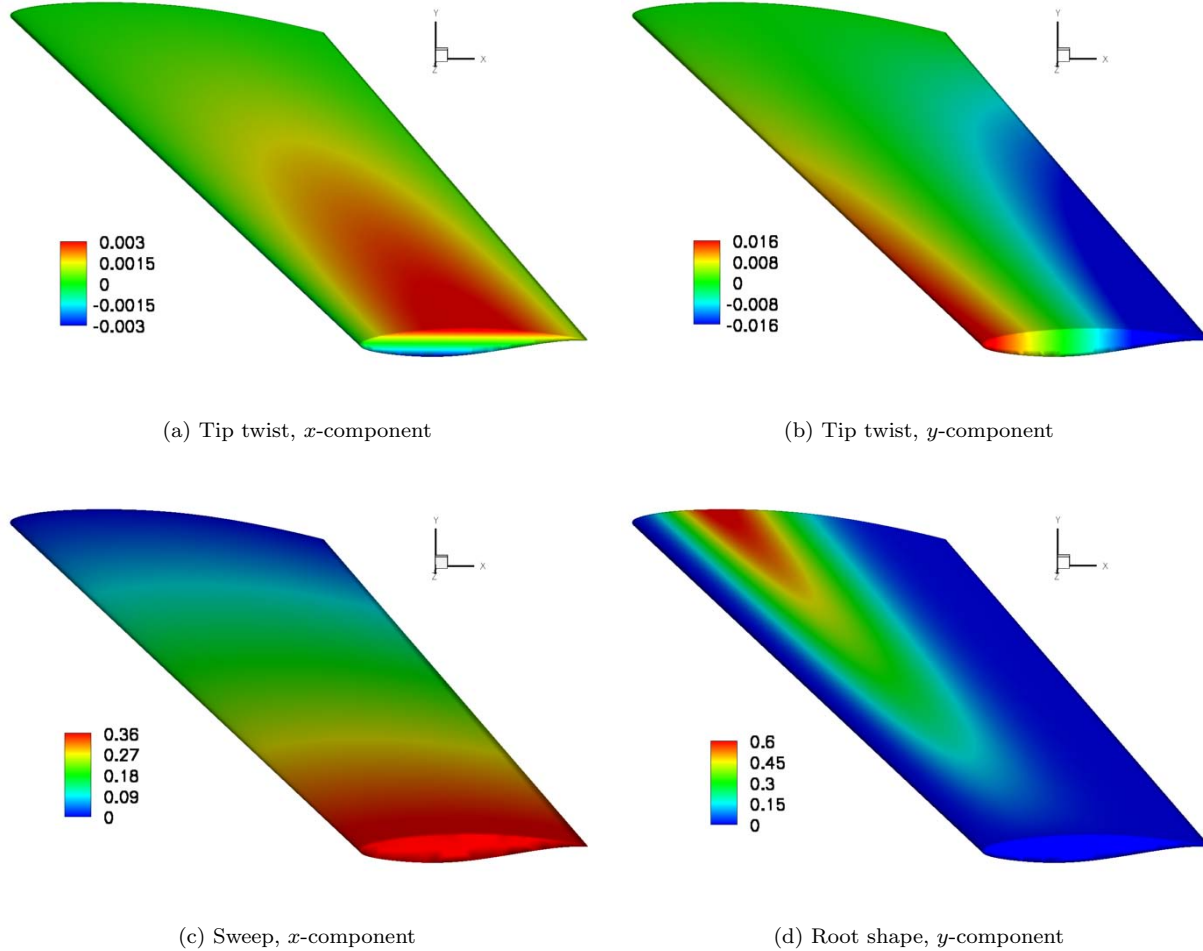 Y
X
Z
Y
X
Z
0.003
0.0015
0
-0.0015
-0.003
0.016
0.008
0
-0.008
-0.016
(a) Tip twist, x-component
(b) Tip twist, y-component
Y
X
Z
Y
X
Z
0.36
0.27
0.18
0.09
0
0.6
0.45
0.3
0.15
0
(c) Sweep, x-component
(d) Root shape, y-component